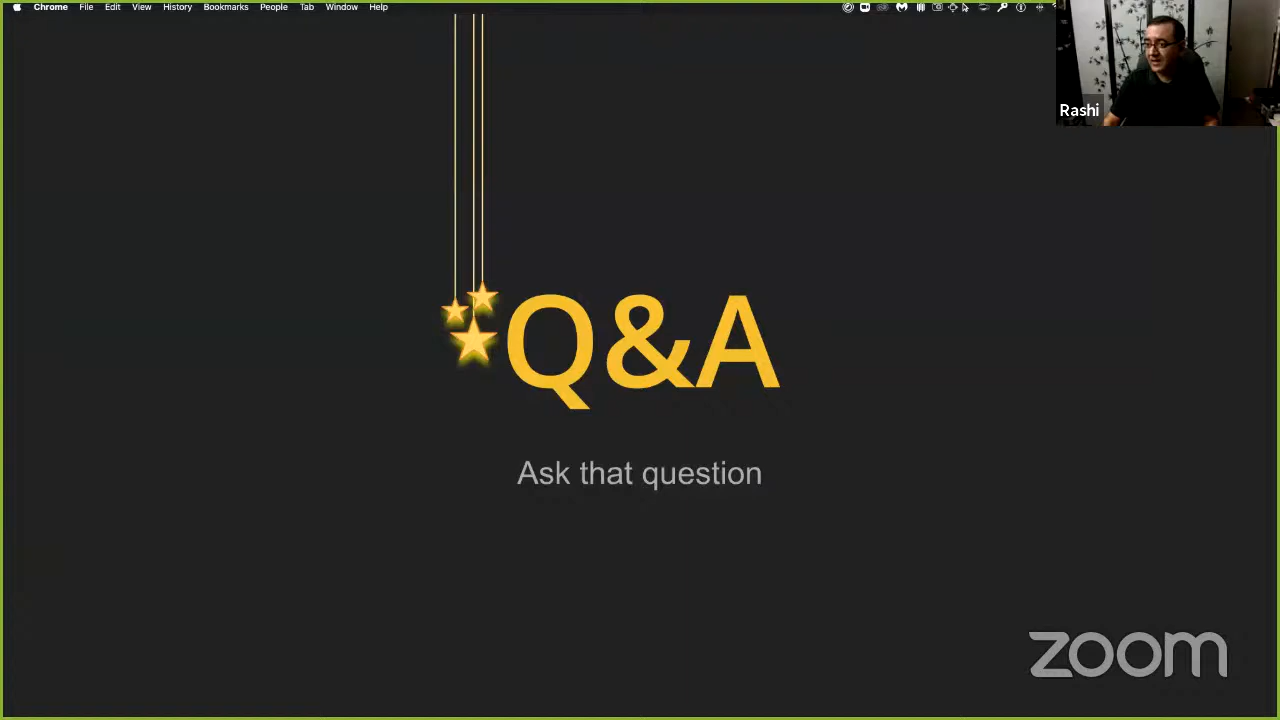 Chrome File Edit View History Bookmarks People Tab Window Help
Rashi
Q&A
Ask that question
zoom